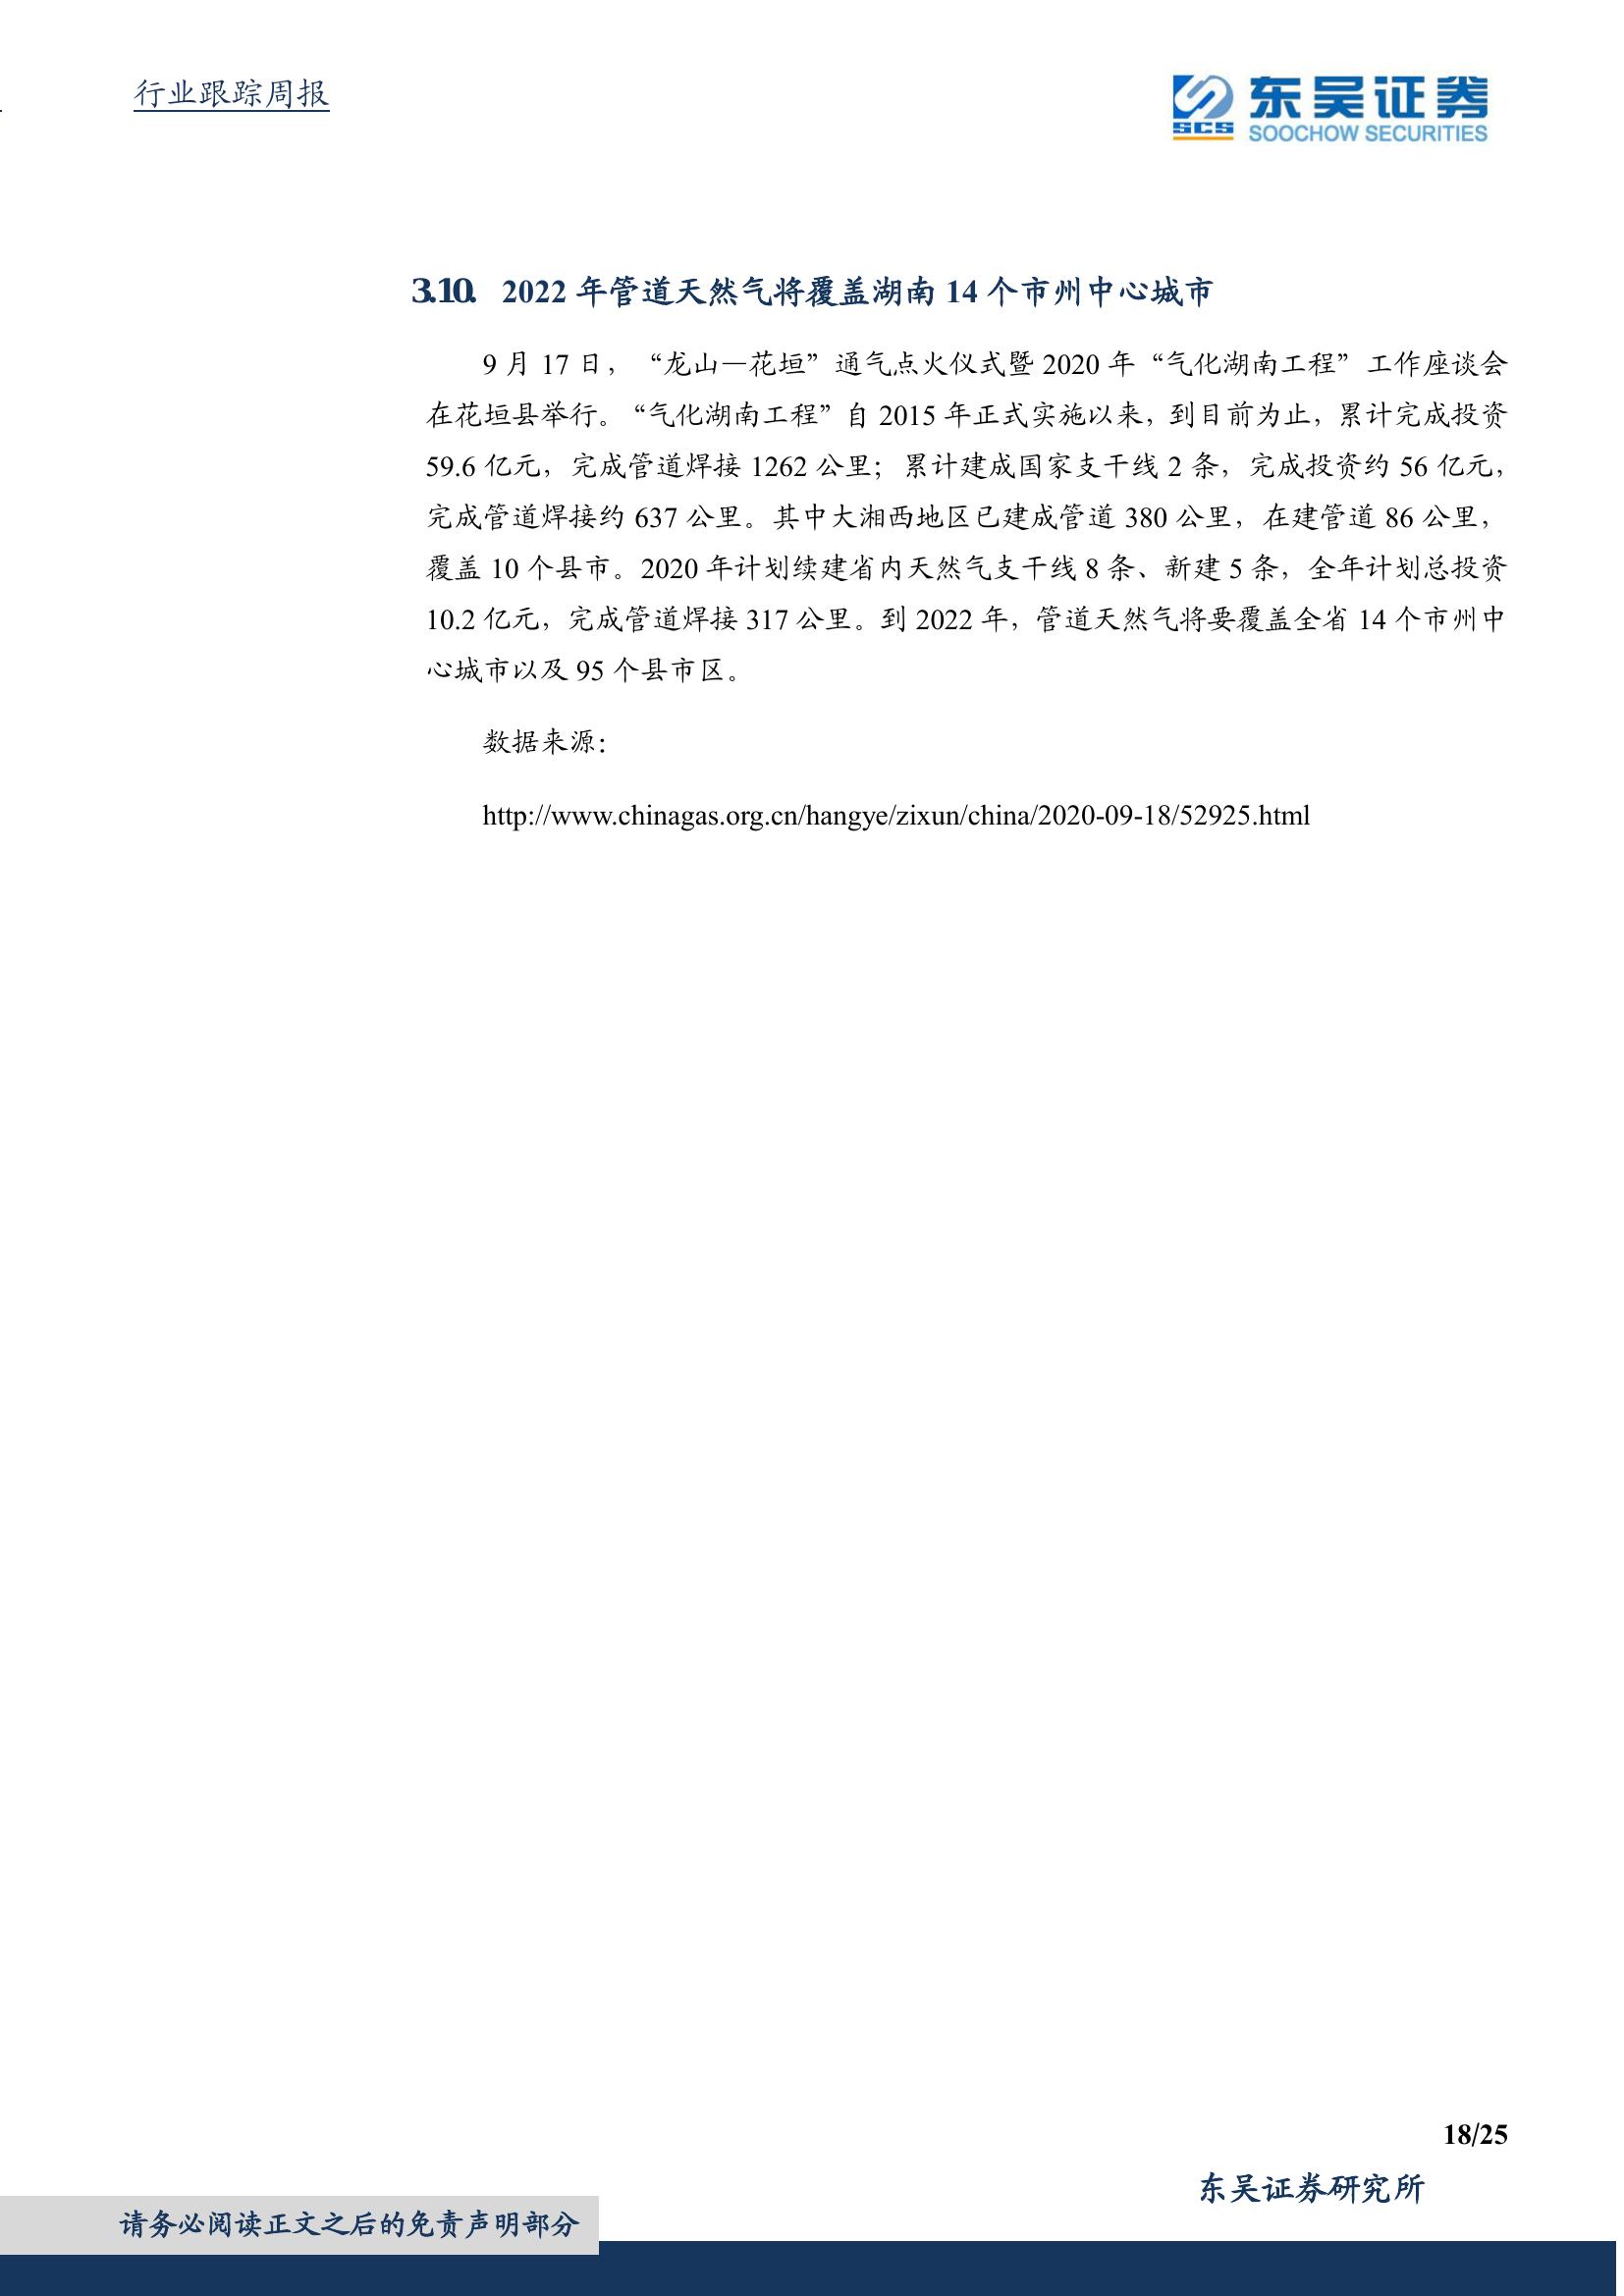 行业跟踪周报
SCS
东吴证券
SOOCHOW SECURITIES
3.10. 2022 年管道天然气将覆盖湖南 14 个市州中心城市
9 月 17 日，“龙山—花垣”通气点火仪式暨 2020 年“气化湖南工程”工作座谈会
在花垣县举行。“气化湖南工程”自 2015 年正式实施以来，到目前为止，累计完成投资
59.6 亿元，完成管道焊接 1262 公里；累计建成国家支干线 2 条，完成投资约 56 亿元，
完成管道焊接约 637 公里。其中大湘西地区已建成管道 380 公里，在建管道 86 公里，
覆盖 10 个县市。2020 年计划续建省内天然气支干线 8 条、新建 5 条，全年计划总投资
10.2 亿元，完成管道焊接 317 公里。到 2022 年，管道天然气将要覆盖全省 14 个市州中
心城市以及 95 个县市区。
数据来源：
http://www.chinagas.org.cn/hangye/zixun/china/2020-09-18/52925.html
18/25
东吴证券研究所
请务必阅读正文之后的免责声明部分